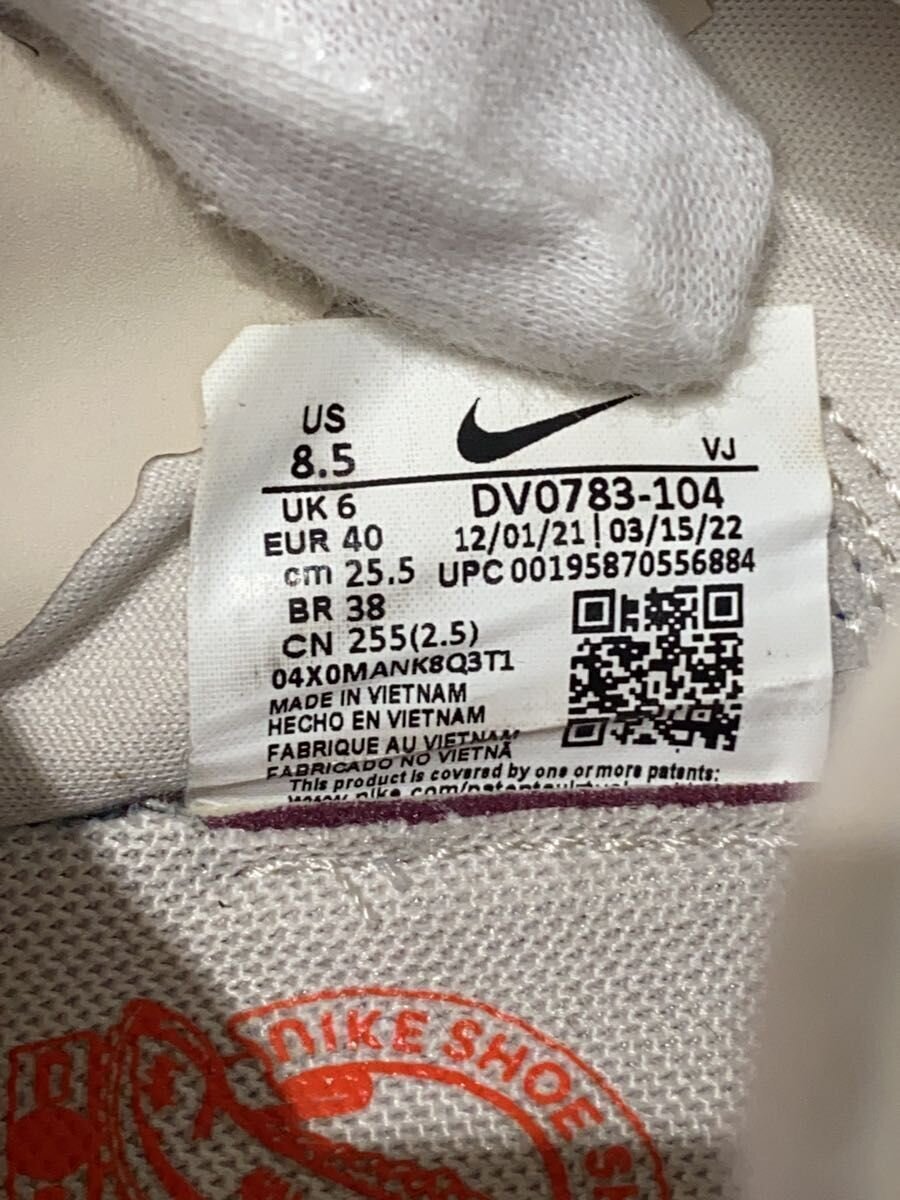 US
8.5
VJ
UK 6
DV0783-104
EUR 40
12/01/21 | 03/15/22
cm 25.5
UPC 00195870556884
BR 38
CN 255(2.5)
04X0MANK8Q3T1
MADE IN VIETNAM
HECHO EN VIETNAM
FABRIQUE AU VIETNAM
FABRICADO NO VIETNÃ
This product is covered by one or more patents:
NIKE SHOE